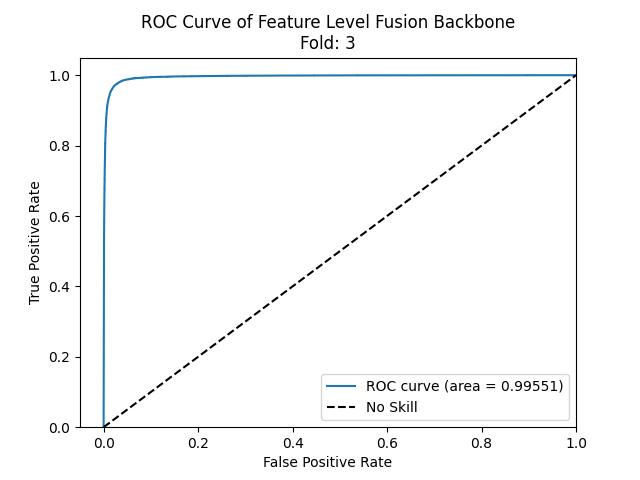 ROC Curve of Feature Level Fusion Backbone
Fold: 3
True Positive Rate
1.0
0.8
0.6
0.4
0.2
0.0
0.0 0.2 0.4 0.6 0.8 1.0
False Positive Rate
ROC curve (area = 0.99551)
No Skill